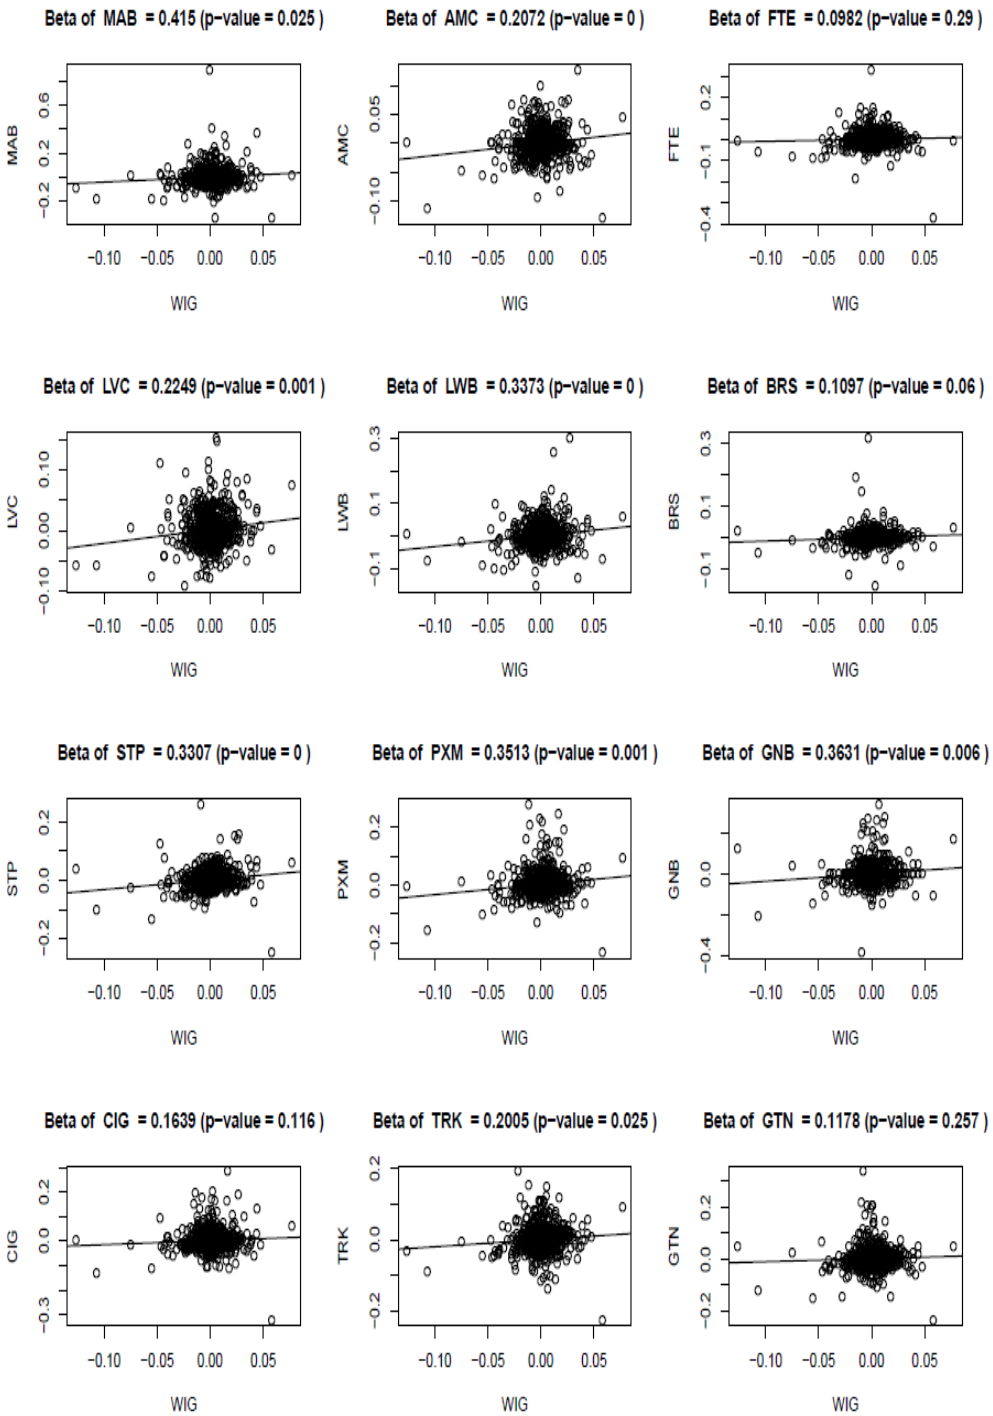 Beta of MAB = 0.415 (p-value = 0.025 )
Beta of AMC = 0.2072 (p-value = 0 )
Beta of FTE = 0.0982 (p-value = 0.29 )
MAB
-0.2 0.2 0.6
AMC
-0.10 0.05
FTE
-0.4 -0.1 0.2
-0.10 -0.05 0.00 0.05
-0.10 -0.05 0.00 0.05
-0.10 -0.05 0.00 0.05
WIG
WIG
WIG
Beta of LVC = 0.2249 (p-value = 0.001 )
Beta of LWB = 0.3373 (p-value = 0 )
Beta of BRS = 0.1097 (p-value = 0.06 )
LVC
-0.10 0.00 0.10
LWB
-0.1 0.1 0.3
BRS
-0.1 0.1 0.3
-0.10 -0.05 0.00 0.05
-0.10 -0.05 0.00 0.05
-0.10 -0.05 0.00 0.05
WIG
WIG
WIG
Beta of STP = 0.3307 (p-value = 0 )
Beta of PXM = 0.3513 (p-value = 0.001 )
Beta of GNB = 0.3631 (p-value = 0.006 )
STP
-0.2 0.0 0.2
PXM
-0.2 0.0 0.2
GNB
-0.4 0.0
-0.10 -0.05 0.00 0.05
-0.10 -0.05 0.00 0.05
-0.10 -0.05 0.00 0.05
WIG
WIG
WIG
Beta of CIG = 0.1639 (p-value = 0.116 )
Beta of TRK = 0.2005 (p-value = 0.025 )
Beta of GTN = 0.1178 (p-value = 0.257 )
CIG
-0.3 0.0 0.2
TRK
-0.2 0.0 0.2
GTN
-0.2 0.0 0.2
-0.10 -0.05 0.00 0.05
-0.10 -0.05 0.00 0.05
-0.10 -0.05 0.00 0.05
WIG
WIG
WIG